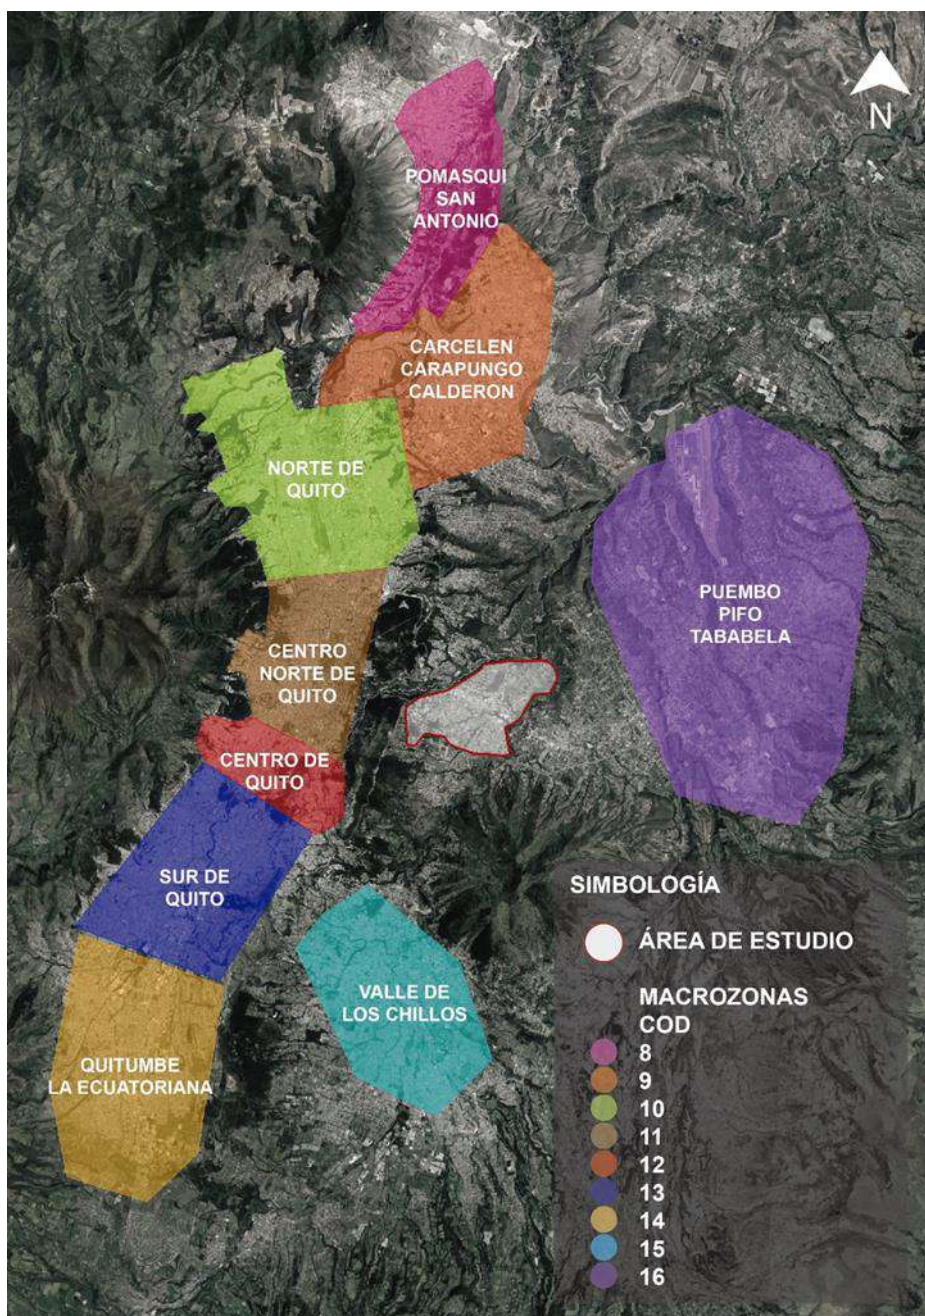 N
POMASQUI
SAN
ANTONIO
CARCELEN
CARAPUNGO
CALDERON
NORTE DE
QUITO
PUEMBO
PIFO
TABABELA
CENTRO
NORTE DE
QUITO
CENTRO DE
QUITO
SUR DE
QUITO
VALLE DE
LOS CHILLOS
QUITUMBE
LA ECUATORIANA
SIMBOLOGÍA
ÁREA DE ESTUDIO
MACROZONAS
COD
8
9
10
11
12
13
14
15
16